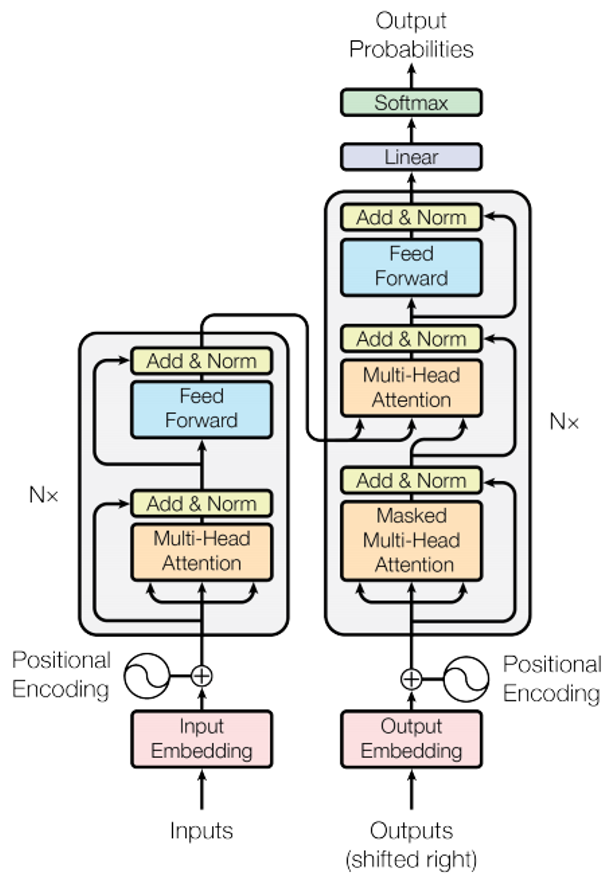 Output
Probabilities
Softmax
Linear
Add & Norm
Feed
Forward
Add & Norm
Multi-Head
Attention
Add & Norm
Masked
Multi-Head
Attention
N×
Add & Norm
Feed
Forward
Add & Norm
Multi-Head
Attention
N×
Positional
Encoding
Positional
Encoding
Input
Embedding
Output
Embedding
Inputs
Outputs
(shifted right)